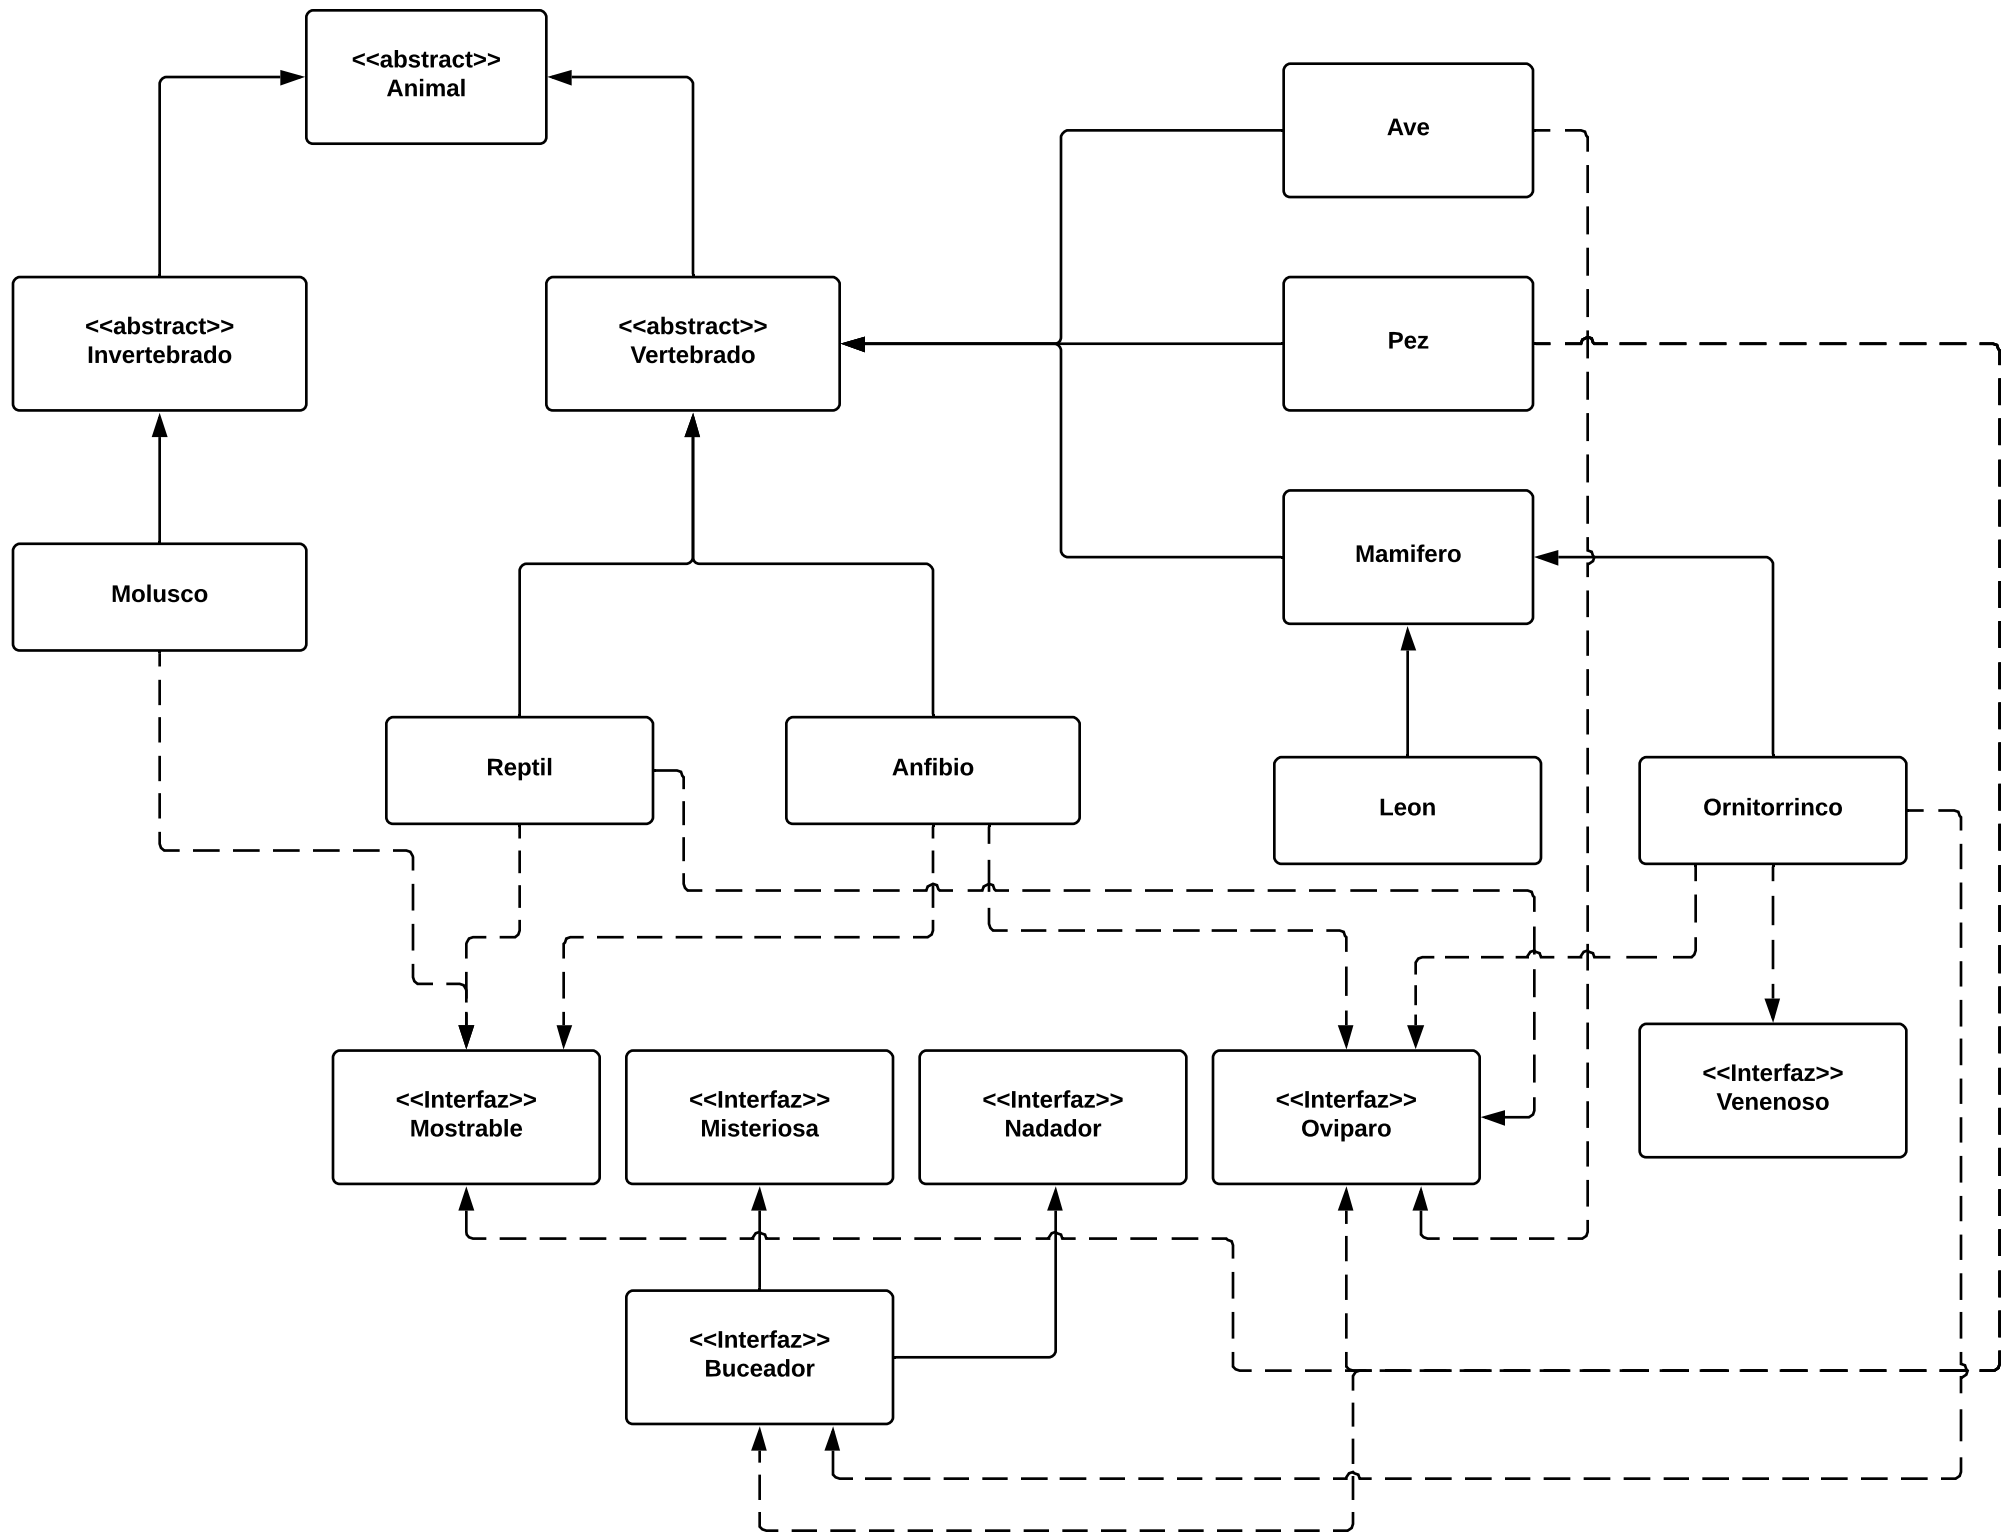 <<abstract>>
Animal
Ave
<<abstract>>
Invertebrado
<<abstract>>
Vertebrado
Pez
Mamifero
Molusco
Reptil
Anfibio
Leon
Ornitorrinco
<<Interfaz>>
Mostrable
<<Interfaz>>
Misteriosa
<<Interfaz>>
Nadador
<<Interfaz>>
Oviparo
<<Interfaz>>
Venenoso
<<Interfaz>>
Buceador